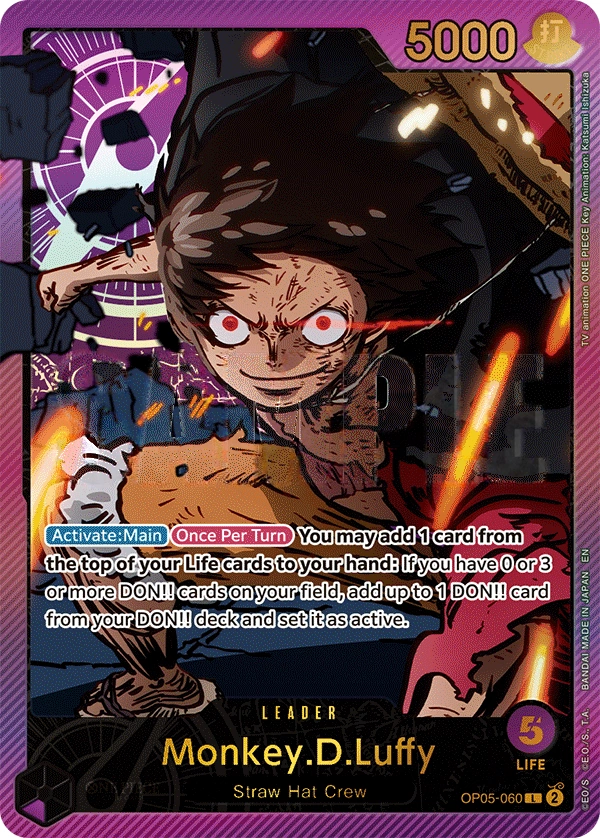 5000
打
TV animation ONE PIECE Key Animation: Katsumi Ishizuka
Activate:Main Once Per Turn You may add 1 card from
the top of your Life cards to your hand: If you have 0 or 3
or more DON!! cards on your field, add up to 1 DON!! card
from your DON!! deck and set it as active.
BANDAI MADE IN JAPAN EN
©E.O./S., T.A.
©EO/S
LEADER
Monkey.D.Luffy
Straw Hat Crew
5
LIFE
ONE PIECE
OP05-060 L 2